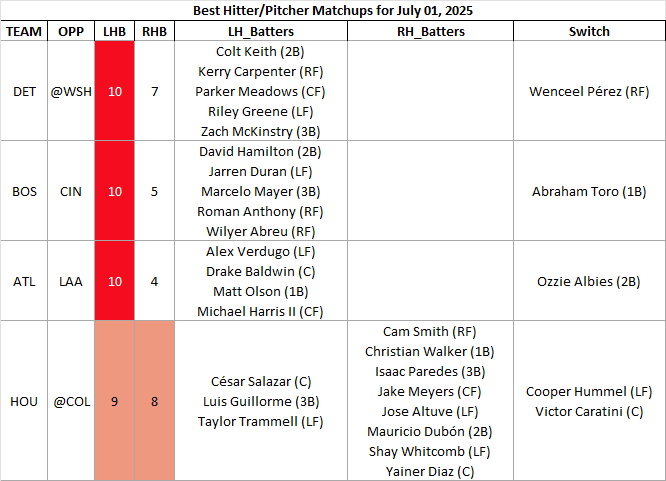 Best Hitter/Pitcher Matchups for July 01, 2025
TEAM OPP LHB RHB LH_Batters RH_Batters Switch
DET @WSH 10 7
Colt Keith (2B)
Kerry Carpenter (RF)
Parker Meadows (CF)
Riley Greene (LF)
Zach McKinstry (3B)
Wenceel Pérez (RF)
BOS CIN 10 5
David Hamilton (2B)
Jarren Duran (LF)
Marcelo Mayer (3B)
Roman Anthony (RF)
Wilyer Abreu (RF)
Abraham Toro (1B)
ATL LAA 10 4
Alex Verdugo (LF)
Drake Baldwin (C)
Matt Olson (1B)
Michael Harris II (CF)
Ozzie Albies (2B)
HOU @COL 9 8
César Salazar (C)
Luis Guillorme (3B)
Taylor Trammell (LF)
Cam Smith (RF)
Christian Walker (1B)
Isaac Paredes (3B)
Jake Meyers (CF)
Jose Altuve (LF)
Mauricio Dubón (2B)
Shay Whitcomb (LF)
Yainer Diaz (C)
Cooper Hummel (LF)
Victor Caratini (C)